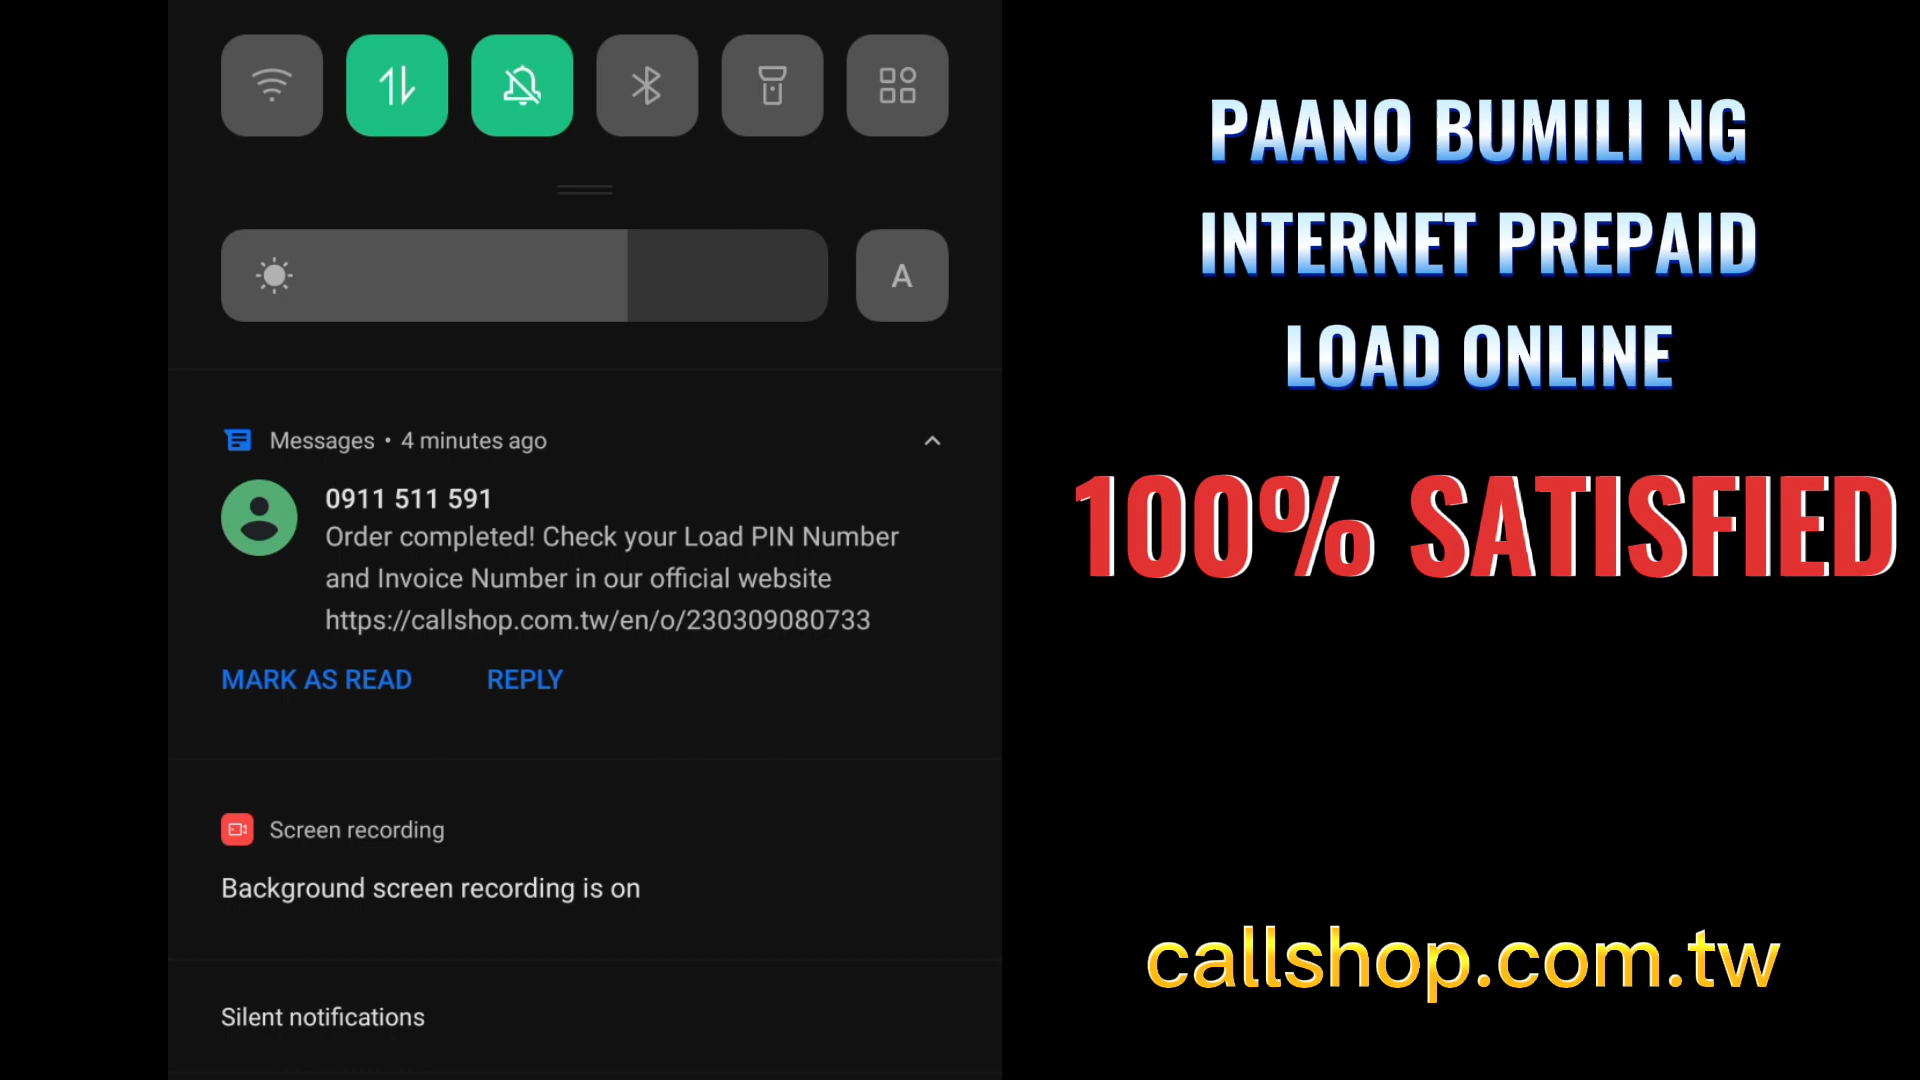 A
Messages • 4 minutes ago
0911 511 591
Order completed! Check your Load PIN Number
and Invoice Number in our official website
https://callshop.com.tw/en/o/230309080733
MARK AS READ REPLY
Screen recording
Background screen recording is on
Silent notifications
PAANO BUMILI NG
INTERNET PREPAID
LOAD ONLINE
100% SATISFIED
callshop.com.tw